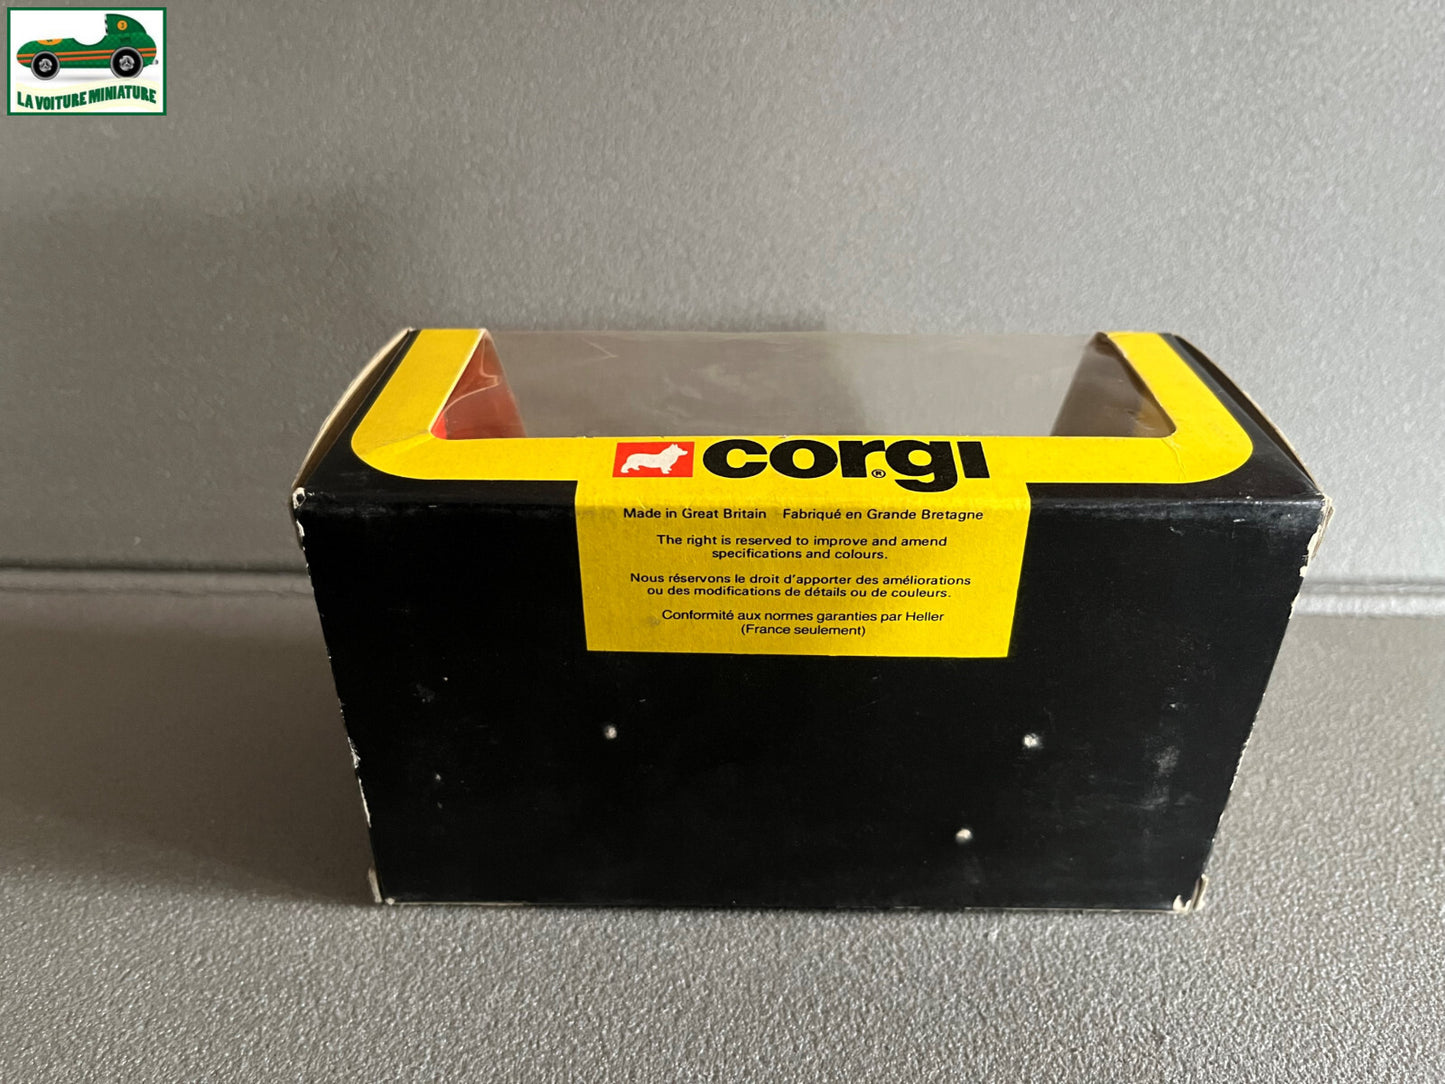 3
LA VOITURE MINIATURE
corgi®
Made in Great Britain Fabriqué en Grande Bretagne
The right is reserved to improve and amend
specifications and colours.
Nous réservons le droit d'apporter des améliorations
ou des modifications de détails ou de couleurs.
Conformité aux normes garanties par Heller
(France seulement)